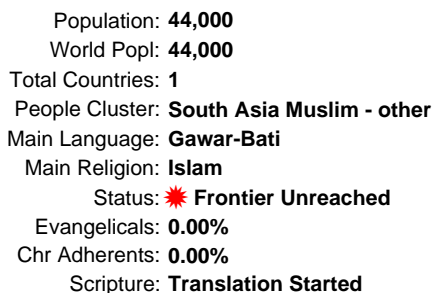 Population: 44,000
World Popl: 44,000
Total Countries: 1
People Cluster: South Asia Muslim - other
Main Language: Gawar-Bati
Main Religion: Islam
Status: Frontier Unreached
Evangelicals: 0.00%
Chr Adherents: 0.00%
Scripture: Translation Started